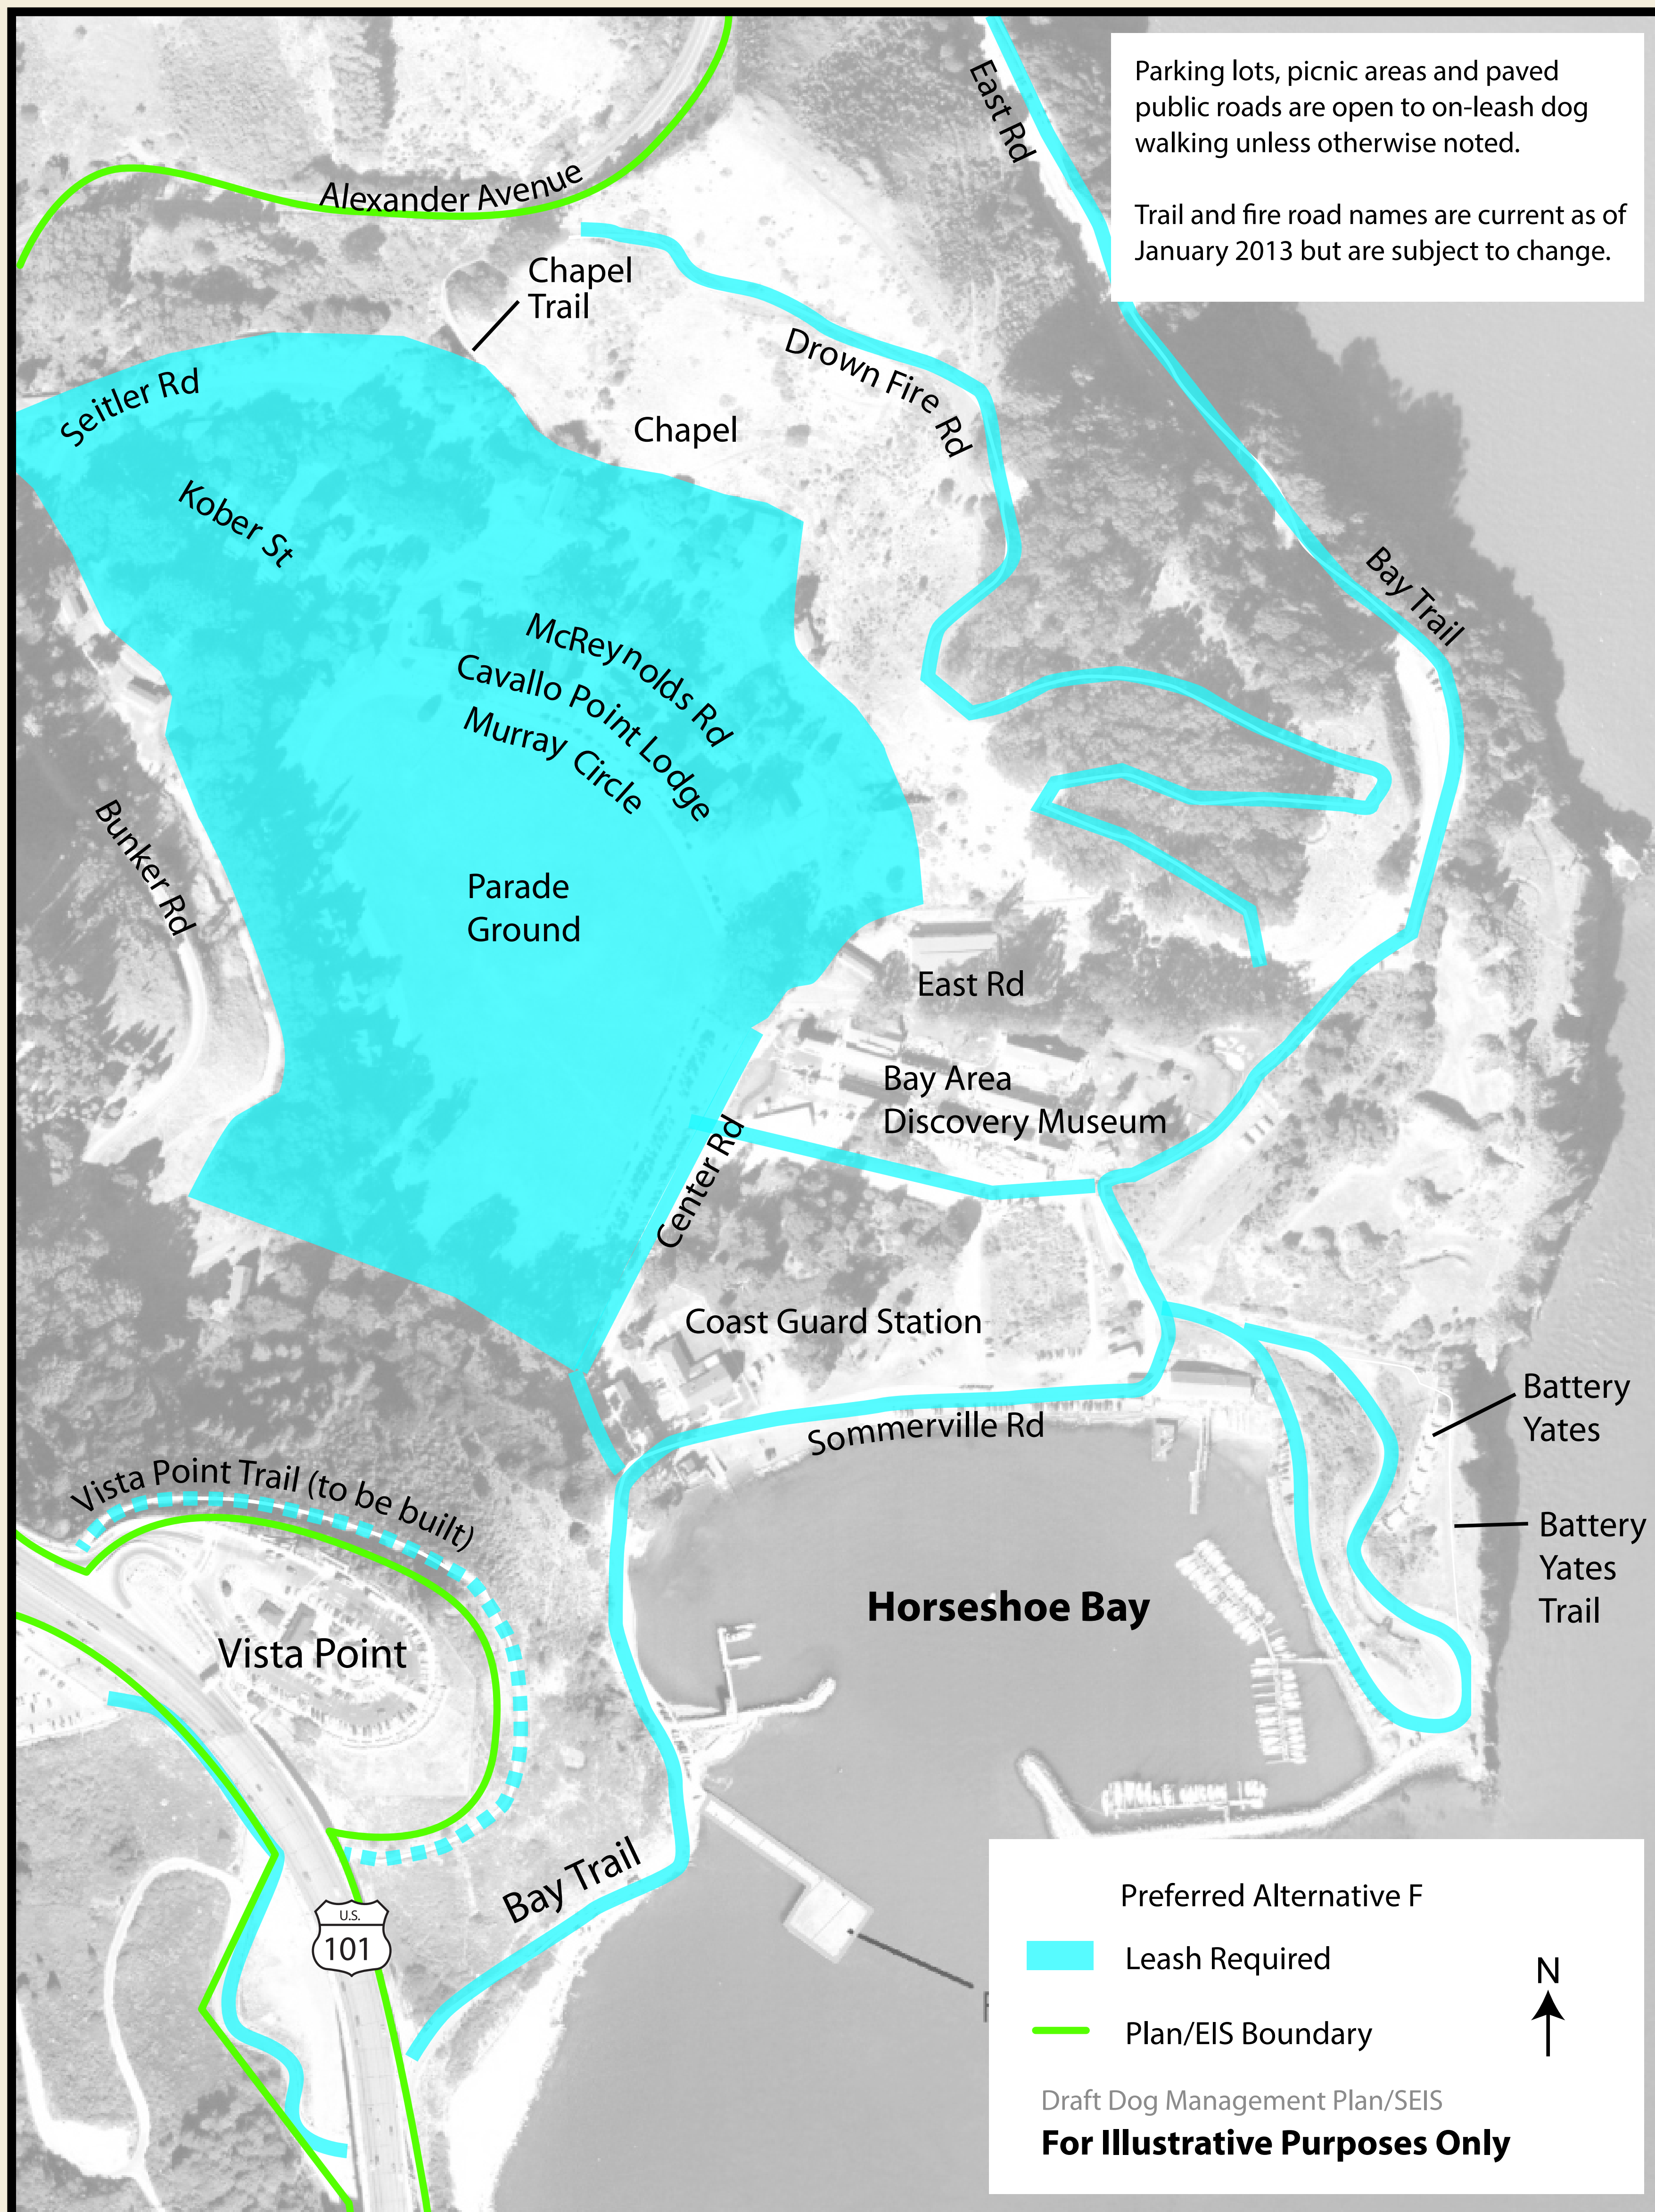 Parking lots, picnic areas and paved
public roads are open to on-leash dog
walking unless otherwise noted.
Trail and fire road names are current as of
January 2013 but are subject to change.
East Rd
Alexander Avenue
Chapel
Trail
Drown Fire Rd
Seitler Rd
Chapel
Kober St
Bay Trail
McReynolds Rd
Cavallo Point Lodge
Murray Circle
Bunker Rd
Parade
Ground
East Rd
Bay Area
Discovery Museum
Center Rd
Coast Guard Station
Sommerville Rd
Battery
Yates
Vista Point Trail (to be built)
Battery
Yates
Trail
Horseshoe Bay
Vista Point
Bay Trail
U.S.
101
Preferred Alternative F
Leash Required
N
Plan/EIS Boundary
Draft Dog Management Plan/SEIS
For Illustrative Purposes Only